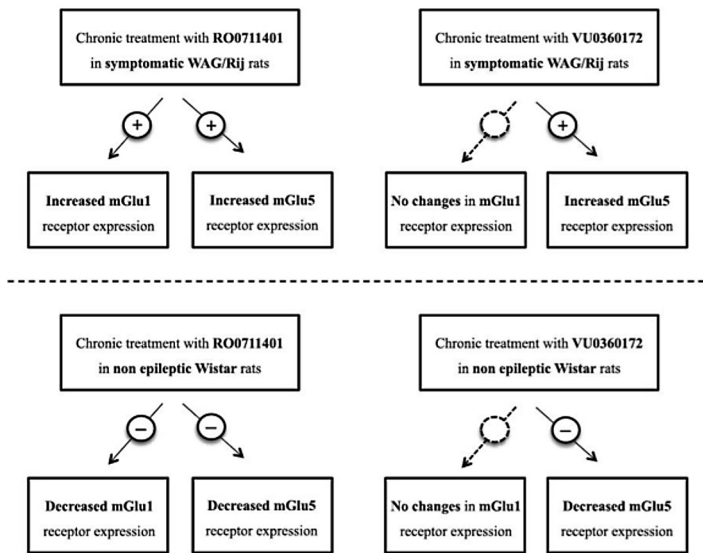 Chronic treatment with RO0711401
in symptomatic WAG/Rij rats
Chronic treatment with VU0360172
in symptomatic WAG/Rij rats
+
+
+
Increased mGlu1
receptor expression
Increased mGlu5
receptor expression
No changes in mGlu1
receptor expression
Increased mGlu5
receptor expression
Chronic treatment with RO0711401
in non epileptic Wistar rats
Chronic treatment with VU0360172
in non epileptic Wistar rats
−
−
−
Decreased mGlu1
receptor expression
Decreased mGlu5
receptor expression
No changes in mGlu1
receptor expression
Decreased mGlu5
receptor expression